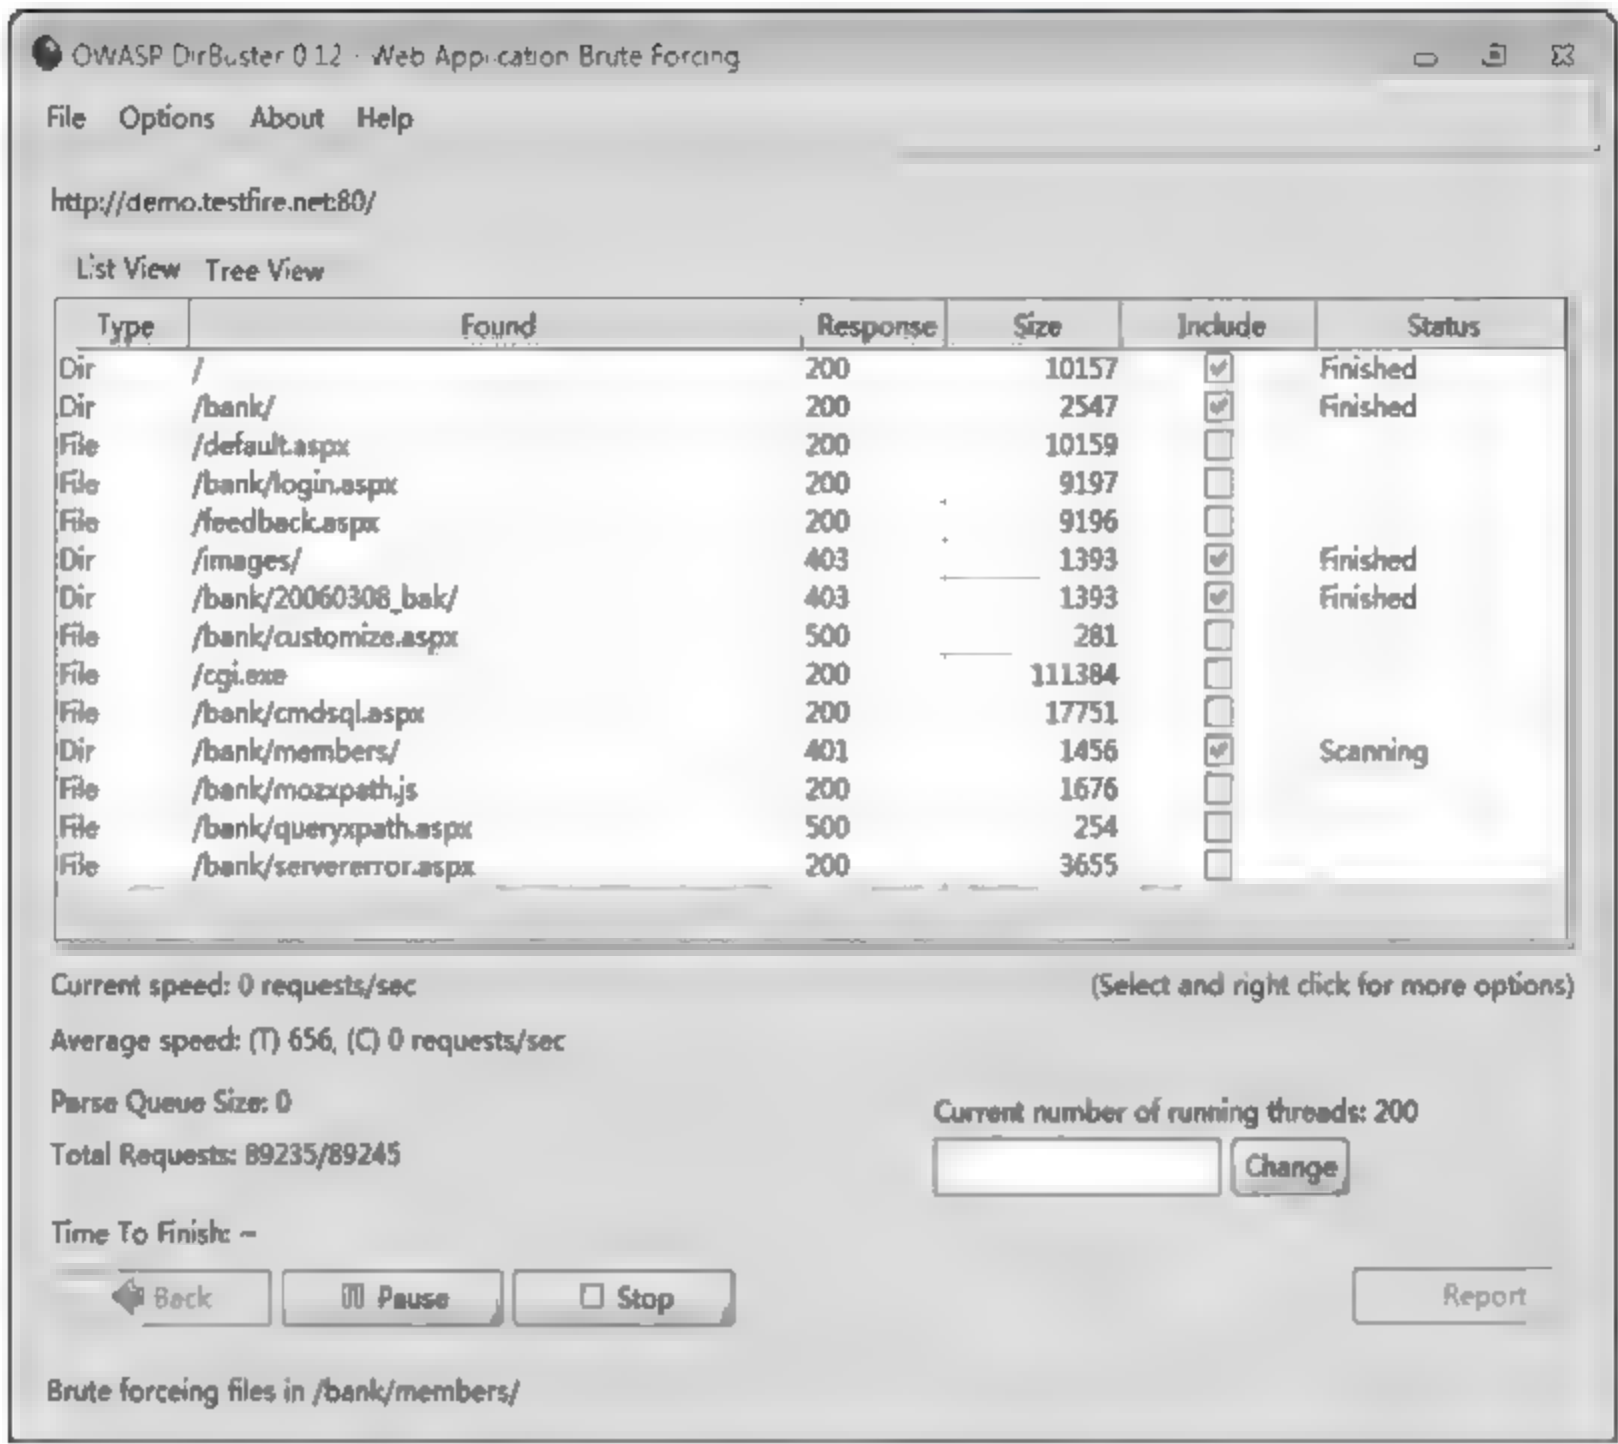 OWASP DirBuster 0.12 - Web Application Brute Forcing
File Options About Help
http://demo.testfire.net:80/
List View Tree View
Type Found Response Size Include Status
Dir / 200 10157 Finished
Dir /bank/ 200 2547 Finished
File /default.aspx 200 10159
File /bank/login.aspx 200 9197
File /feedback.aspx 200 9196
Dir /images/ 403 1393 Finished
Dir /bank/20060308_bak/ 403 1393 Finished
File /bank/customize.aspx 500 281
File /cgi.exe 200 111384
File /bank/cmdsql.aspx 200 17751
Dir /bank/members/ 401 1456 Scanning
File /bank/mozxpath.js 200 1676
File /bank/queryxpath.aspx 500 254
File /bank/servererror.aspx 200 3655
Current speed: 0 requests/sec (Select and right click for more options)
Average speed: (T) 656, (C) 0 requests/sec
Parse Queue Size: 0
Current number of running threads: 200
Total Requests: 89235/89245
Change
Time To Finish: ~
Back Pause Stop Report
Brute forceing files in /bank/members/